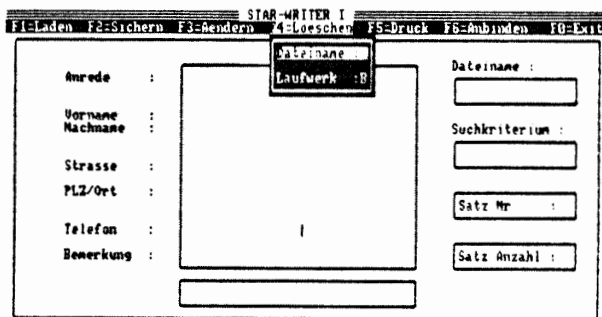 STAR-WRITER I
F1=Laden F2=Sichern F3=Aendern F4=Loeschen F5=Druck F6=Anbinden F0=Exit
Dateiname :
Laufwerk :B
Anrede :
Vorname :
Nachname :
Strasse :
PLZ/Ort :
Telefon :
Bemerkung :
Dateiname :
Suchkriterium :
Satz Nr :
Satz Anzahl :